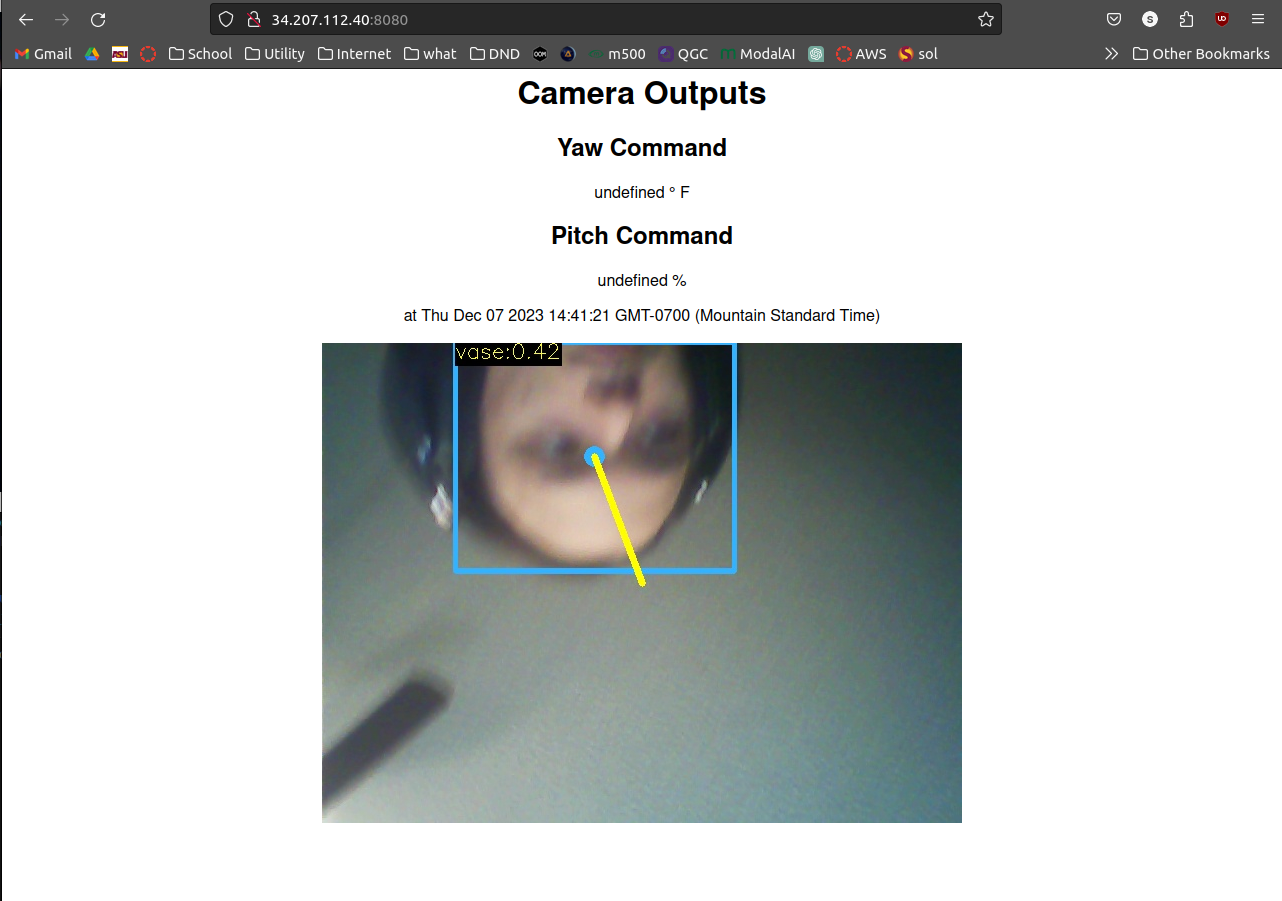 34.207.112.40:8080
Gmail ASU School Utility Internet what DND m500 QGC ModalAI AWS sol Other Bookmarks
Camera Outputs
Yaw Command
undefined ° F
Pitch Command
undefined %
at Thu Dec 07 2023 14:41:21 GMT-0700 (Mountain Standard Time)
vase:0.42